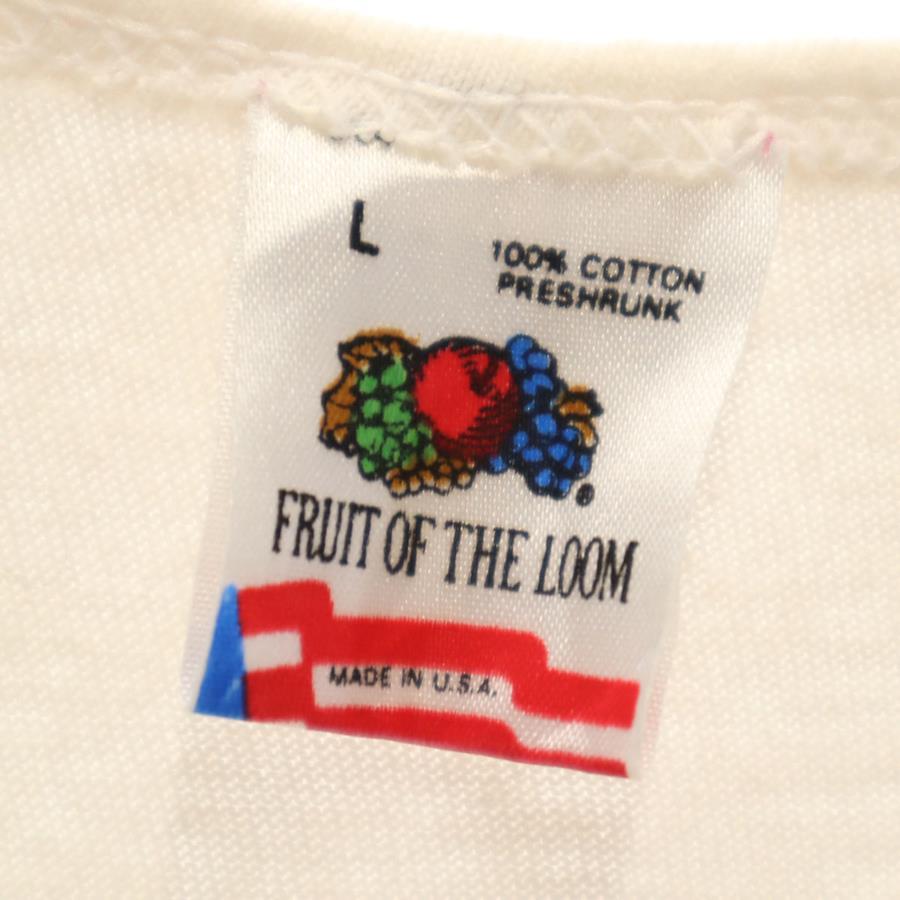 L
100% COTTON
PRESHRUNK
FRUIT OF THE LOOM
MADE IN U.S.A.